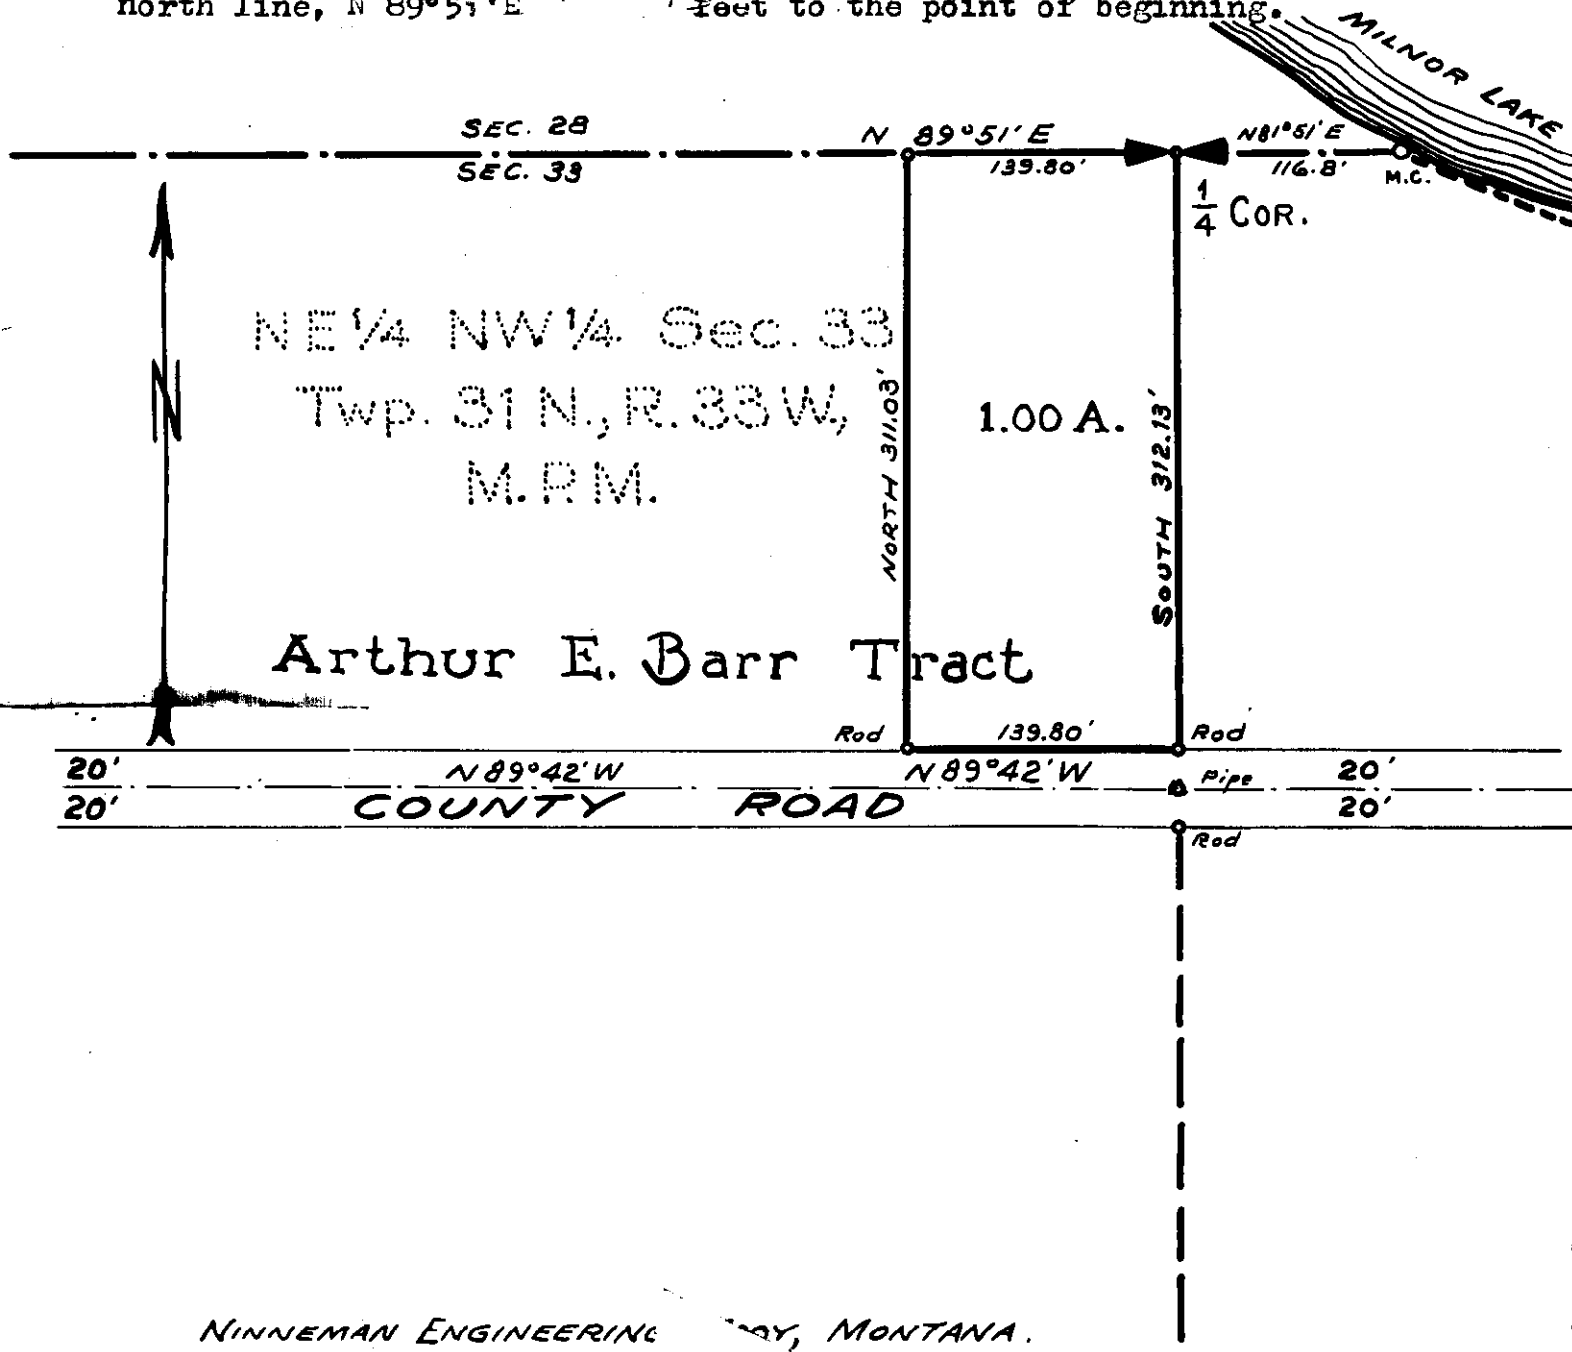 north line, N 89°51'E feet to the point of beginning.
MILNOR LAKE
SEC. 28
N 89°51'E
N81°51'E
SEC. 33
139.80'
116.8'
M.C.
1/4 COR.
N
NE 1/4 NW 1/4 Sec. 33
Twp. 31 N., R. 33 W,
M.P.M.
NORTH 311.03'
1.00 A.
SOUTH 312.13'
Arthur E. Barr Tract
Rod
139.80'
Rod
20'
N89°42'W
N89°42'W
Pipe
20'
20'
COUNTY ROAD
20'
Rod
NINNEMAN ENGINEERING MONTANA.